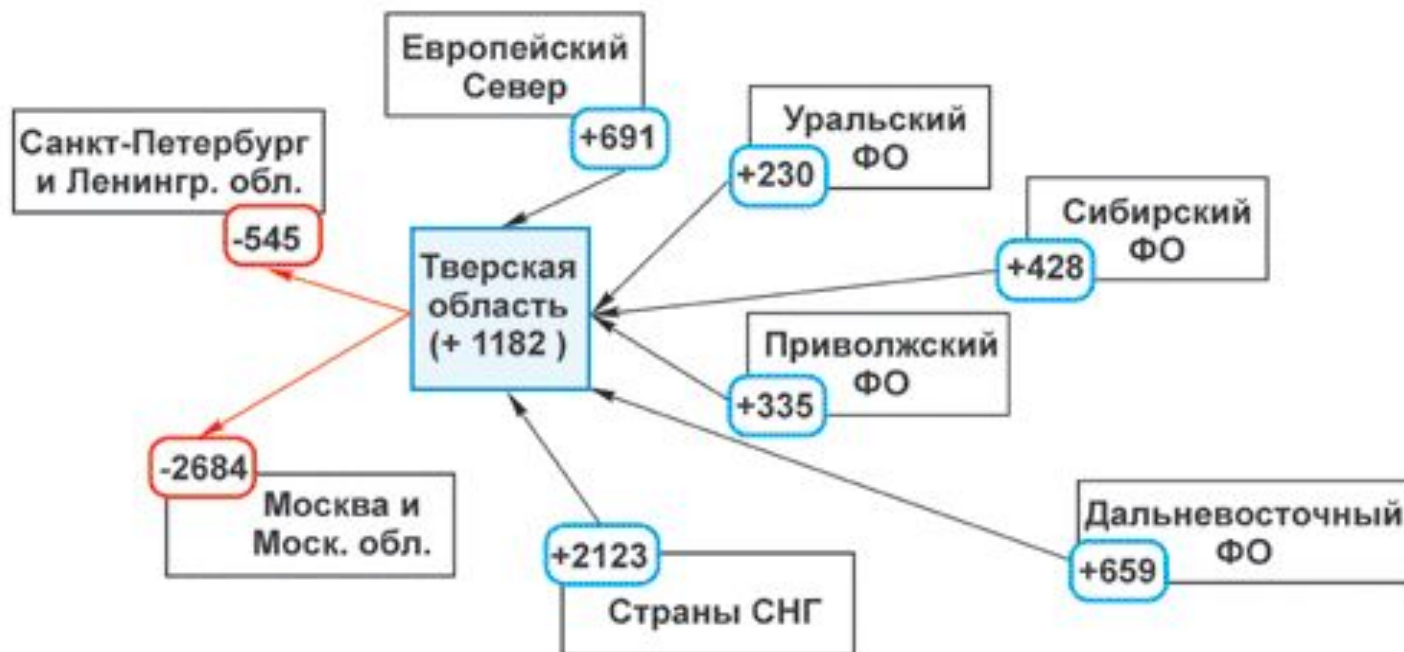 Европейский
Север
+691
Уральский
ФО
+230
Санкт-Петербург
и Ленингр. обл.
-545
Сибирский
ФО
+428
Тверская
область
(+ 1182 )
Приволжский
ФО
+335
-2684
Москва и
Моск. обл.
+2123
Страны СНГ
Дальневосточный
ФО
+659